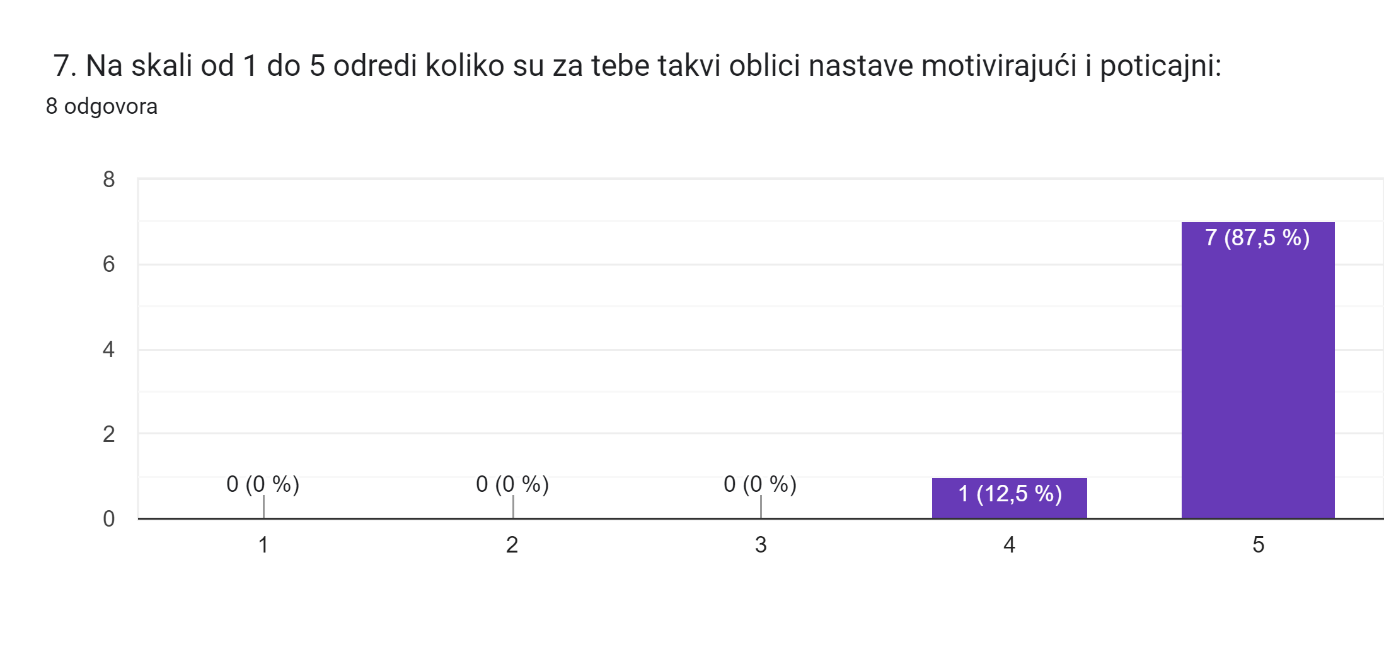 7. Na skali od 1 do 5 odredi koliko su za tebe takvi oblici nastave motivirajući i poticajni:
8 odgovora
8
6
4
2
0
0 (0 %)
0 (0 %)
0 (0 %)
1 (12,5 %)
7 (87,5 %)
1
2
3
4
5